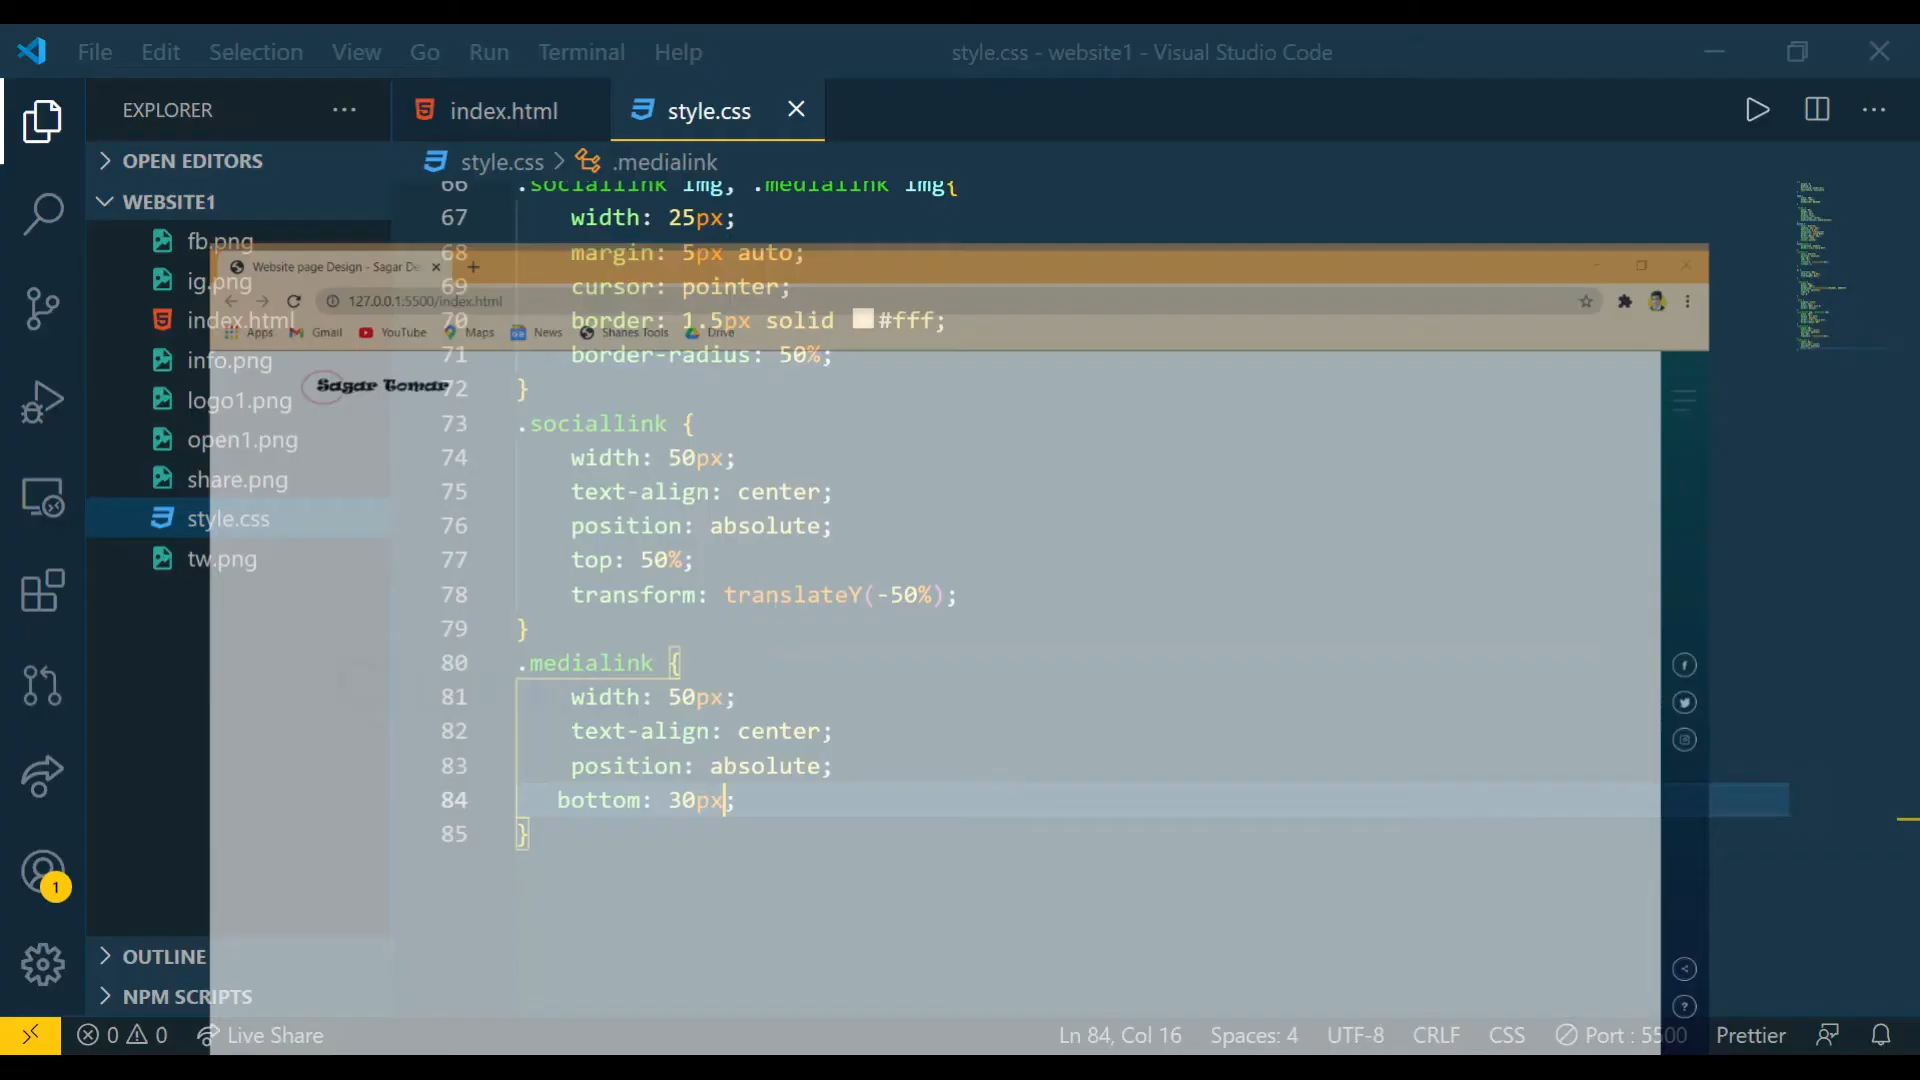 File Edit Selection View Go Run Terminal Help
style.css - website1 - Visual Studio Code
EXPLORER
index.html
style.css
OPEN EDITORS
style.css > .medialink
WEBSITE1
fb.png
ig.png
index.html
info.png
logo1.png
open1.png
share.png
style.css
tw.png
OUTLINE
NPM SCRIPTS
66 .sociallink img, .medialink img{
67 width: 25px;
68 margin: 5px auto;
69 cursor: pointer;
70 border: 1.5px solid #fff;
71 border-radius: 50%;
72 }
73 .sociallink {
74 width: 50px;
75 text-align: center;
76 position: absolute;
77 top: 50%;
78 transform: translateY(-50%);
79 }
80 .medialink {
81 width: 50px;
82 text-align: center;
83 position: absolute;
84 bottom: 30px;
85 }
Website page Design - Sagar De
127.0.0.1:5500/index.html
Apps Gmail YouTube Maps News Shanes Tools Drive
Sagar Tomar
1
0 0 Live Share
Ln 84, Col 16 Spaces: 4 UTF-8 CRLF CSS Port : 5500 Prettier